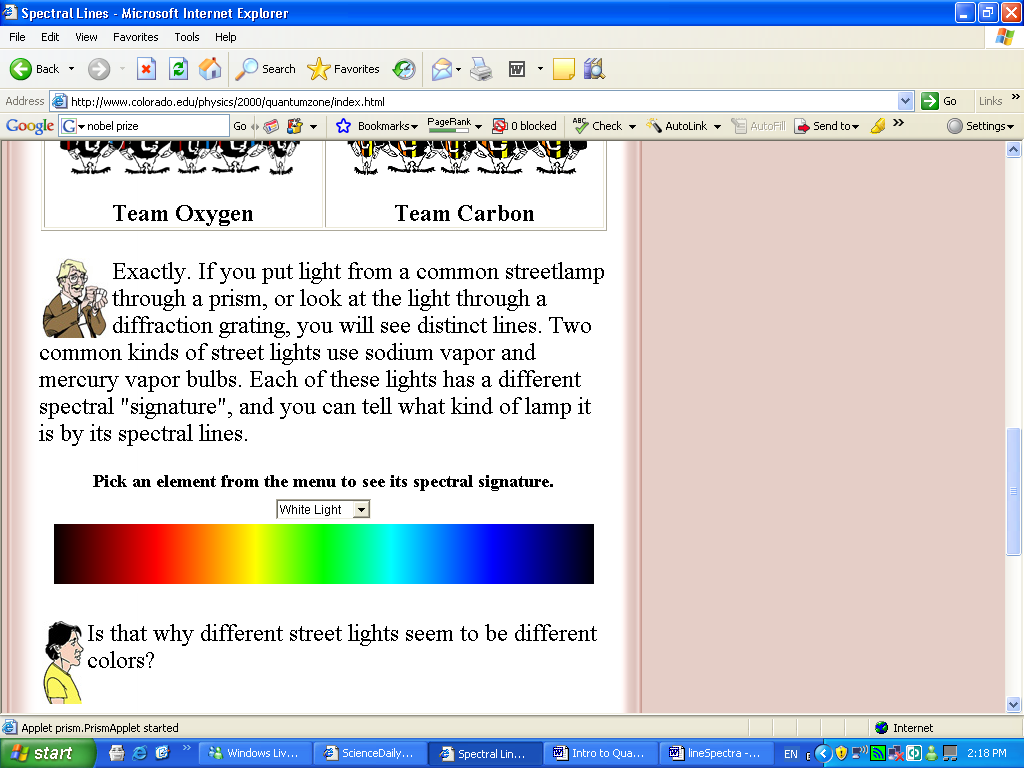 Spectral Lines - Microsoft Internet Explorer
File Edit View Favorites Tools Help
Back Search Favorites
Address http://www.colorado.edu/physics/2000/quantumzone/index.html Go Links »
Google G nobel prize Go Bookmarks PageRank 0 blocked ABC Check AutoLink AutoFill Send to » Settings
Team Oxygen Team Carbon
Exactly. If you put light from a common streetlamp
through a prism, or look at the light through a
diffraction grating, you will see distinct lines. Two
common kinds of street lights use sodium vapor and
mercury vapor bulbs. Each of these lights has a different
spectral "signature", and you can tell what kind of lamp it
is by its spectral lines.
Pick an element from the menu to see its spectral signature.
White Light
Is that why different street lights seem to be different
colors?
Applet prism.PrismApplet started Internet
start » Windows Liv... ScienceDaily... Spectral Lin... Intro to Qua... lineSpectra -... EN 2:18 PM